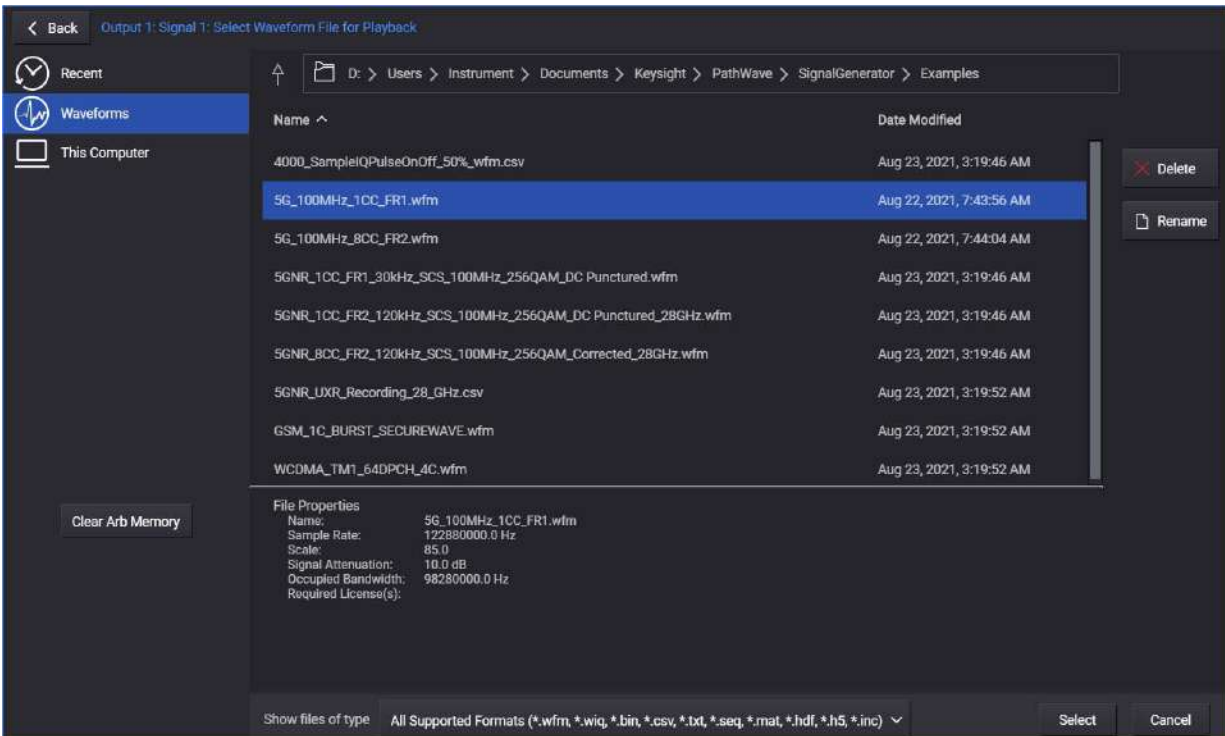 Back Output 1: Signal 1: Select Waveform File for Playback
Recent
Waveforms
This Computer
Clear Arb Memory
D: > Users > Instrument > Documents > Keysight > PathWave > SignalGenerator > Examples
Name Date Modified
4000_SampleIQPulseOnOff_50%_wfm.csv Aug 23, 2021, 3:19:46 AM
5G_100MHz_1CC_FR1.wfm Aug 22, 2021, 7:43:56 AM
5G_100MHz_8CC_FR2.wfm Aug 22, 2021, 7:44:04 AM
5GNR_1CC_FR1_30kHz_SCS_100MHz_256QAM_DC Punctured.wfm Aug 23, 2021, 3:19:46 AM
5GNR_1CC_FR2_120kHz_SCS_100MHz_256QAM_DC Punctured_28GHz.wfm Aug 23, 2021, 3:19:46 AM
5GNR_8CC_FR2_120kHz_SCS_100MHz_256QAM_Corrected_28GHz.wfm Aug 23, 2021, 3:19:46 AM
5GNR_UXR_Recording_28_GHz.csv Aug 23, 2021, 3:19:52 AM
GSM_1C_BURST_SECUREWAVE.wfm Aug 23, 2021, 3:19:52 AM
WCDMA_TM1_64DPCH_4C.wfm Aug 23, 2021, 3:19:52 AM
Delete
Rename
File Properties
Name: 5G_100MHz_1CC_FR1.wfm
Sample Rate: 122880000.0 Hz
Scale: 85.0
Signal Attenuation: 10.0 dB
Occupied Bandwidth: 98280000.0 Hz
Required License(s):
Show files of type All Supported Formats (*.wfm, *.wiq, *.bin, *.csv, *.txt, *.seq, *.mat, *.hdf, *.h5, *.inc) Select Cancel